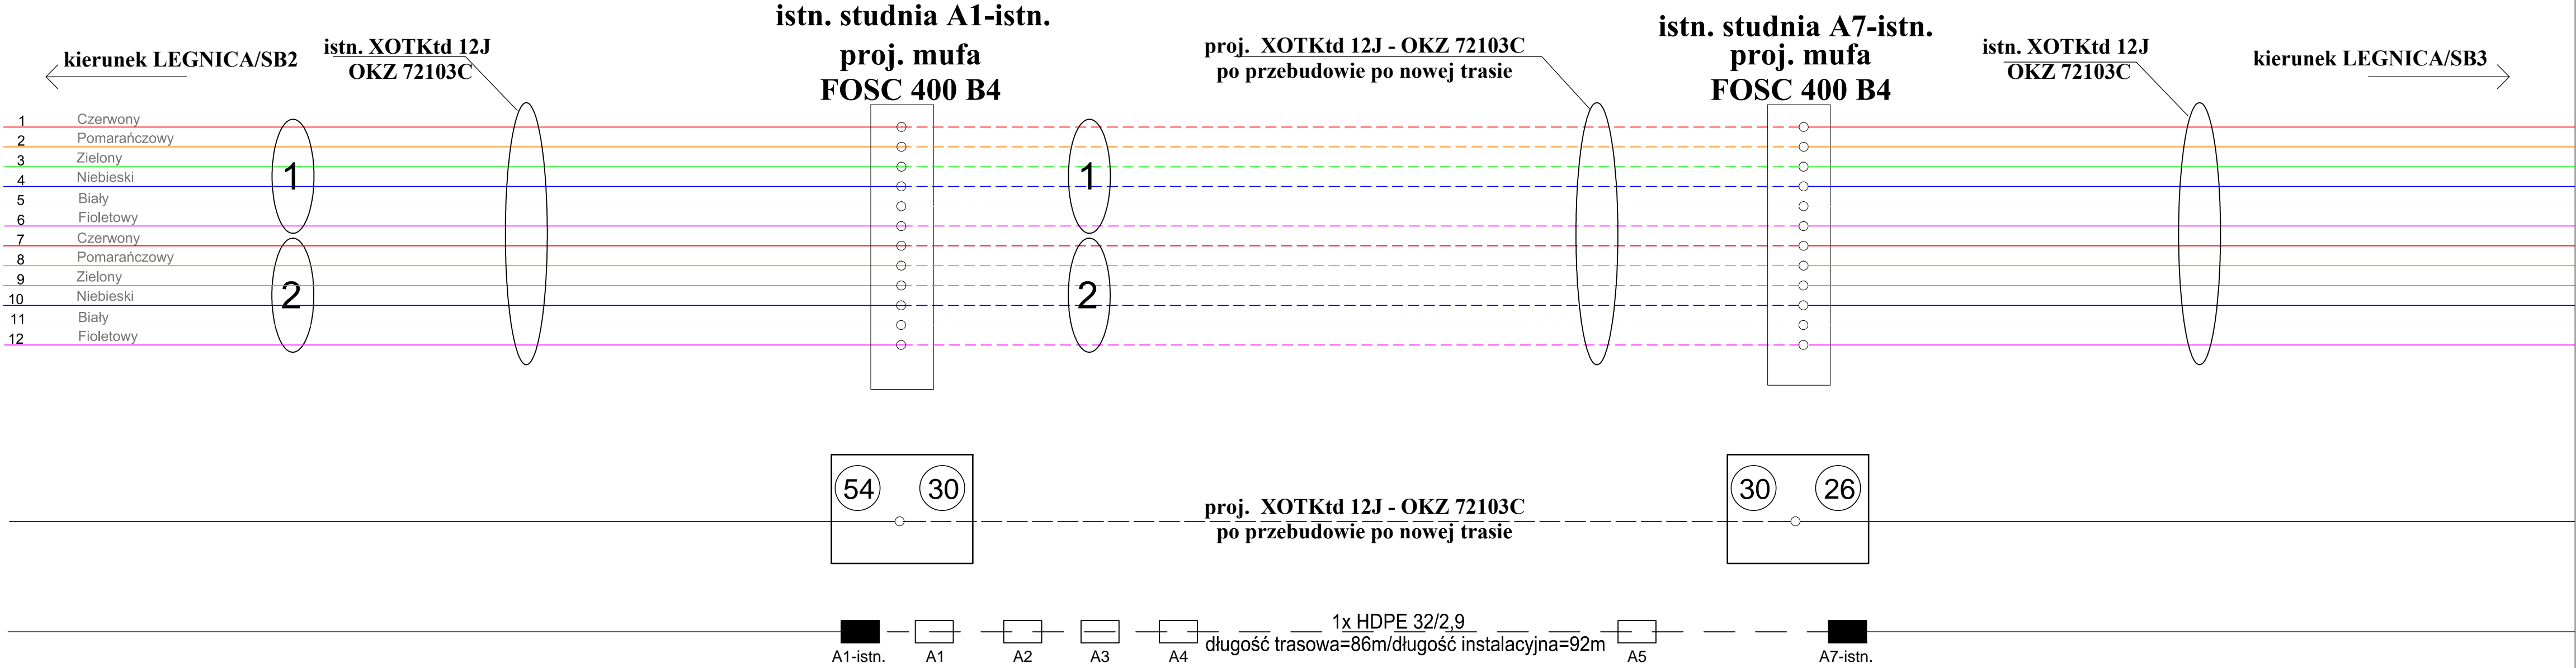 istn. studnia A1-istn.
proj. mufa
FOSC 400 B4
istn. studnia A7-istn.
proj. mufa
FOSC 400 B4
kierunek LEGNICA/SB2
istn. XOTKtd 12J
OKZ 72103C
proj. XOTKtd 12J - OKZ 72103C
po przebudowie po nowej trasie
istn. XOTKtd 12J
OKZ 72103C
kierunek LEGNICA/SB3
1 Czerwony
2 Pomarańczowy
3 Zielony
4 Niebieski
5 Biały
6 Fioletowy
7 Czerwony
8 Pomarańczowy
9 Zielony
10 Niebieski
11 Biały
12 Fioletowy
1
2
1
2
54 30
proj. XOTKtd 12J - OKZ 72103C
po przebudowie po nowej trasie
30 26
1x HDPE 32/2,9
długość trasowa=86m/długość instalacyjna=92m
A1-istn. A1 A2 A3 A4 A5 A7-istn.